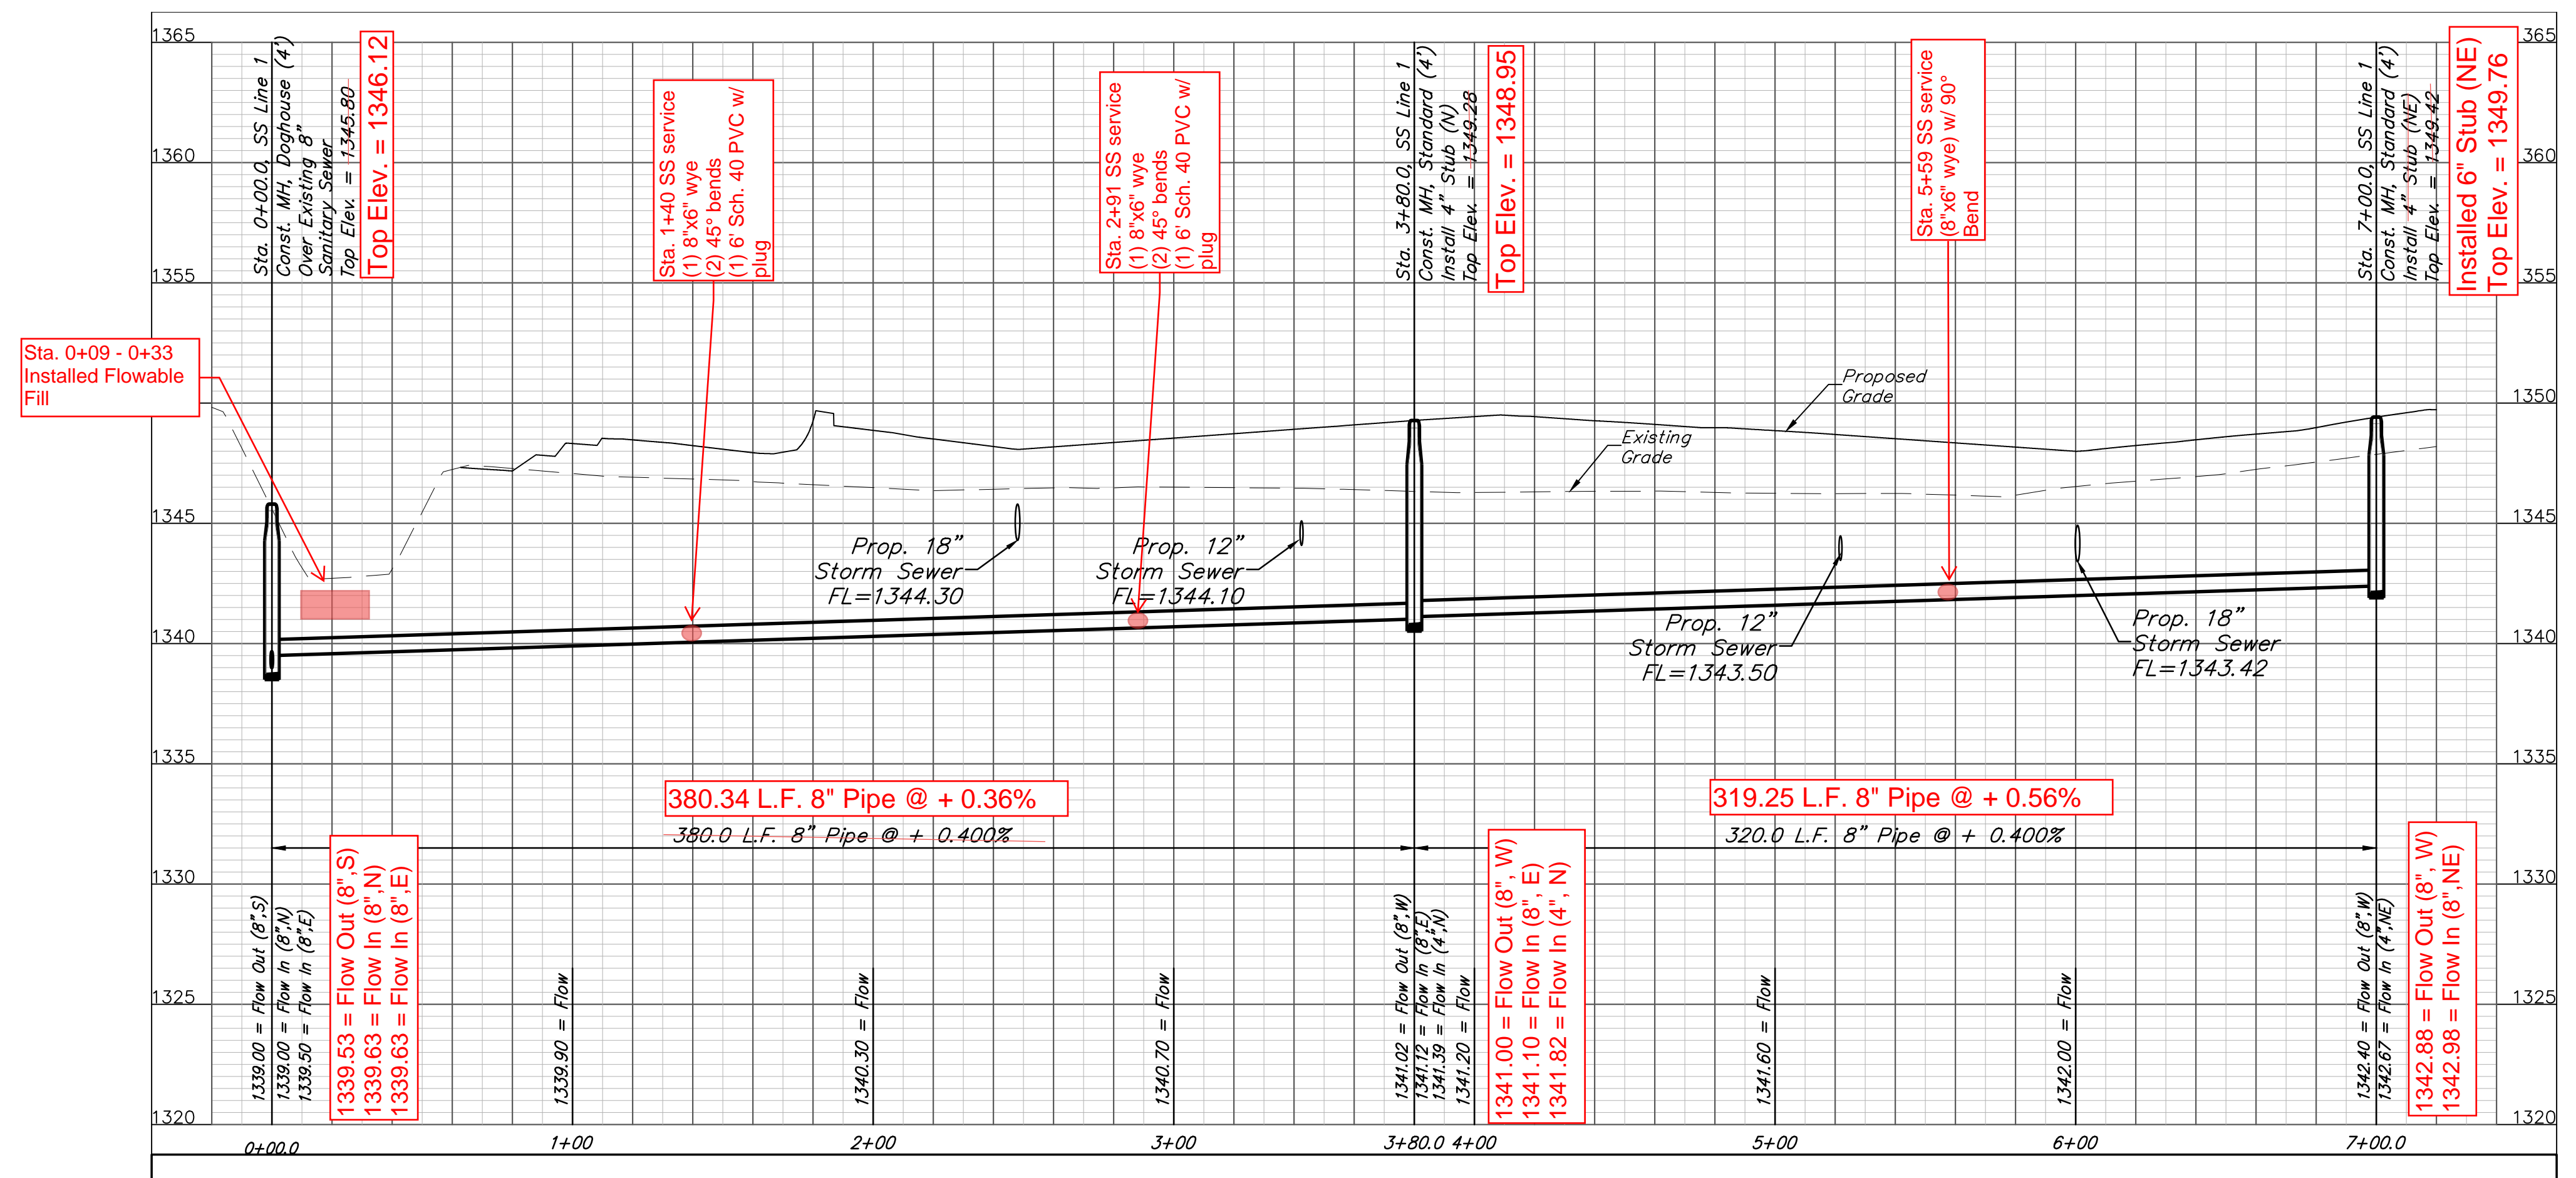 1365
1360
1355
1345
1340
1335
1330
1325
1320
Sta. 0+00.0, SS Line 1
Const. MH, Doghouse (4')
Over Existing 8"
Sanitary Sewer
Top Elev. = 1345.80
Top Elev. = 1346.12
Sta. 0+09 - 0+33
Installed Flowable
Fill
Sta. 1+40 SS service
(1) 8"x6" wye
(2) 45° bends
(1) 6' Sch. 40 PVC w/
plug
Sta. 2+91 SS service
(1) 8"x6" wye
(2) 45° bends
(1) 6' Sch. 40 PVC w/
plug
Sta. 3+80.0, SS Line 1
Const. MH, Standard (4')
Install 4" Stub (N)
Top Elev. = 1349.28
Top Elev. = 1348.95
Sta. 5+59 SS service
(8"x6" wye) w/ 90°
Bend
Sta. 7+00.0, SS Line 1
Const. MH, Standard (4')
Install 4" Stub (NE)
Top Elev. = 1349.42
Installed 6" Stub (NE)
Top Elev. = 1349.76
365
360
355
1350
1345
1340
1335
1330
1325
1320
Proposed
Grade
Existing
Grade
Prop. 18"
Storm Sewer
FL=1344.30
Prop. 12"
Storm Sewer
FL=1344.10
Prop. 12"
Storm Sewer
FL=1343.50
Prop. 18"
Storm Sewer
FL=1343.42
380.34 L.F. 8" Pipe @ + 0.36%
380.0 L.F. 8" Pipe @ + 0.400%
319.25 L.F. 8" Pipe @ + 0.56%
320.0 L.F. 8" Pipe @ + 0.400%
1339.00 = Flow Out (8",S)
1339.00 = Flow In (8",N)
1339.50 = Flow In (8",E)
1339.53 = Flow Out (8",S)
1339.63 = Flow In (8",N)
1339.63 = Flow In (8",E)
1339.90 = Flow
1340.30 = Flow
1340.70 = Flow
1341.02 = Flow Out (8",W)
1341.12 = Flow In (8",E)
1341.39 = Flow In (4",N)
1341.20 = Flow
1341.00 = Flow Out (8", W)
1341.10 = Flow In (8", E)
1341.82 = Flow In (4", N)
1341.60 = Flow
1342.00 = Flow
1342.40 = Flow Out (8",W)
1342.67 = Flow In (4",NE)
1342.88 = Flow Out (8", W)
1342.98 = Flow In (8",NE)
0+00.0
1+00
2+00
3+00
3+80.0
4+00
5+00
6+00
7+00.0